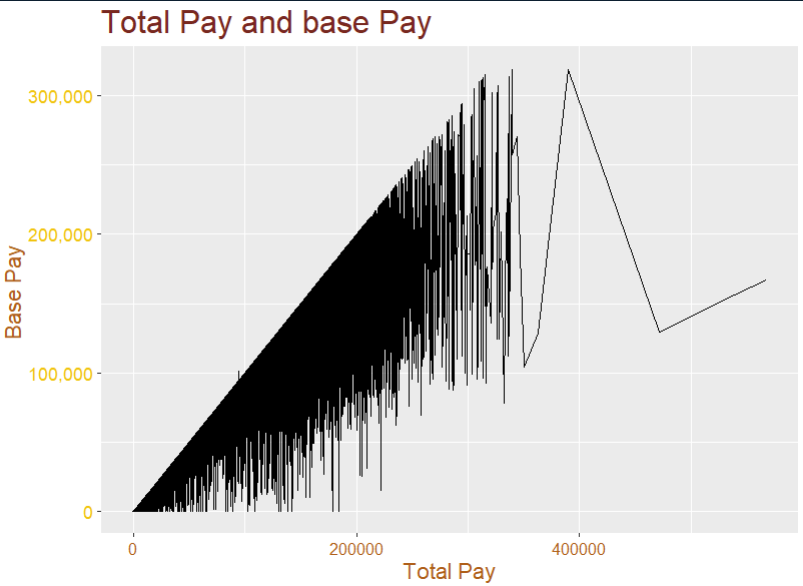 Total Pay and base Pay
300,000
200,000
100,000
0
Base Pay
0
200000
400000
Total Pay